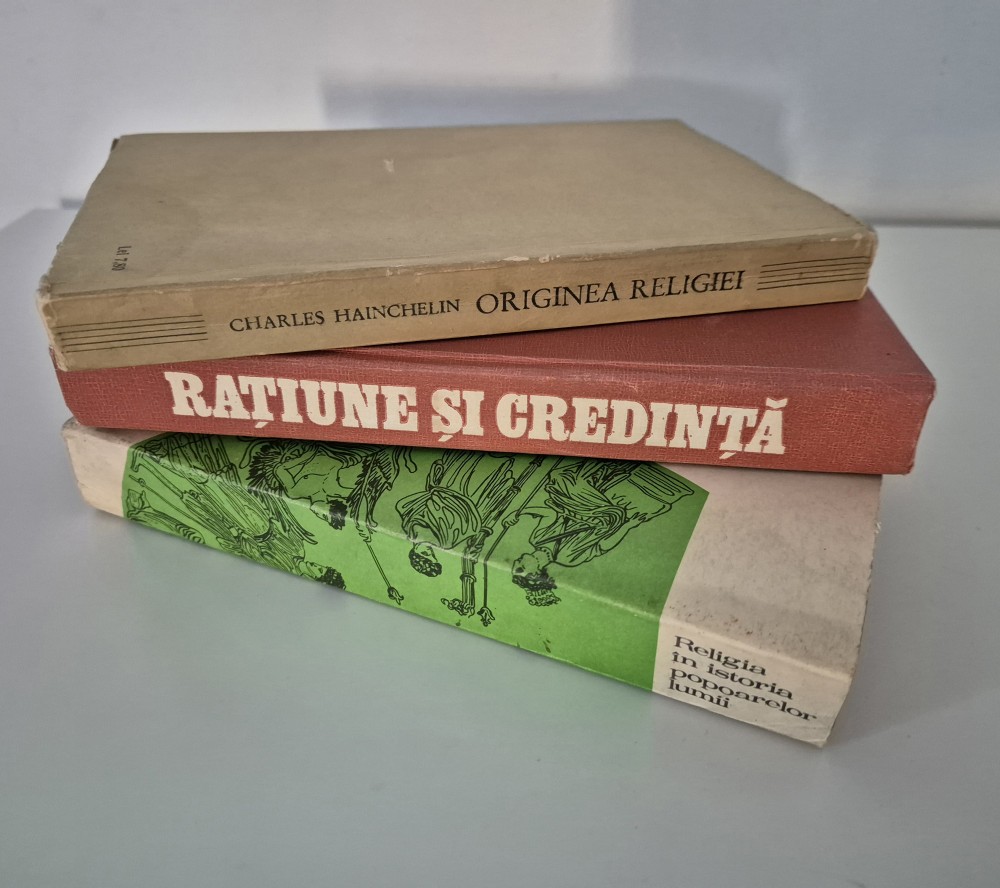 Lei 7,80
CHARLES HAINCHELIN ORIGINEA RELIGIEI
RAȚIUNE ȘI CREDINȚĂ
Religia
în istoria
popoarelor
lumii